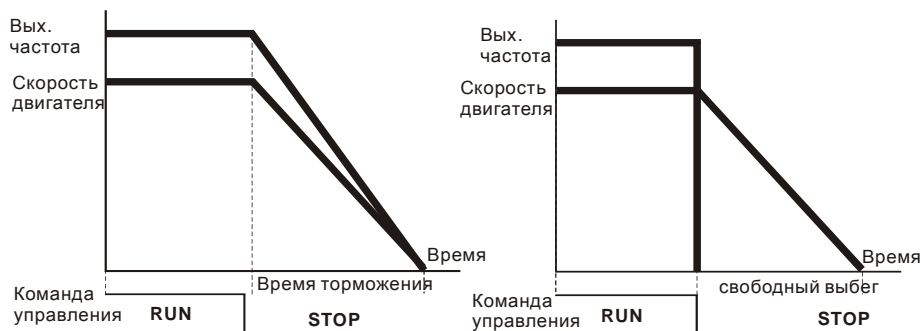 Вых.
частота
Скорость
двигателя
Время
Время торможения
Команда
управления
RUN
STOP
Вых.
частота
Скорость
двигателя
Время
свободный выбег
Команда
управления
RUN
STOP